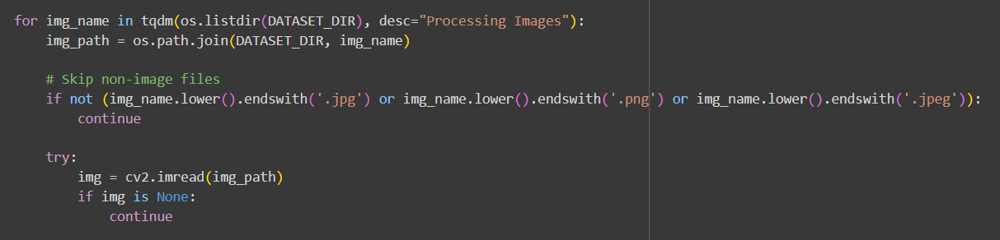 for img_name in tqdm(os.listdir(DATASET_DIR), desc="Processing Images"):
    img_path = os.path.join(DATASET_DIR, img_name)

    # Skip non-image files
    if not (img_name.lower().endswith('.jpg') or img_name.lower().endswith('.png') or img_name.lower().endswith('.jpeg')):
        continue

    try:
        img = cv2.imread(img_path)
        if img is None:
            continue